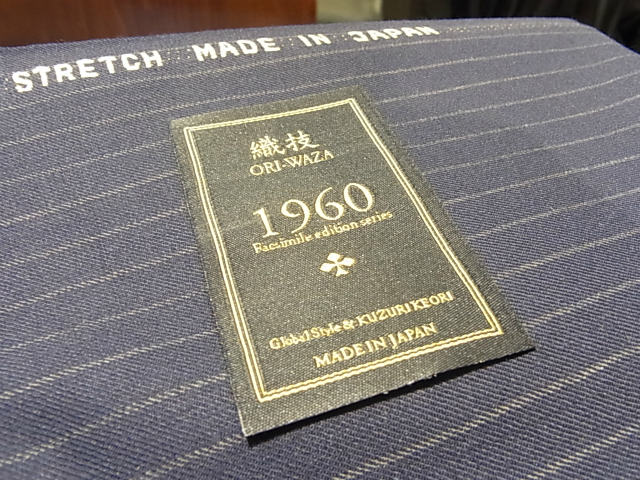 STRETCH MADE IN JAPAN
織技
ORI-WAZA
1960
Facsimile edition series
Global Style & KUZURI KEORI
MADE IN JAPAN